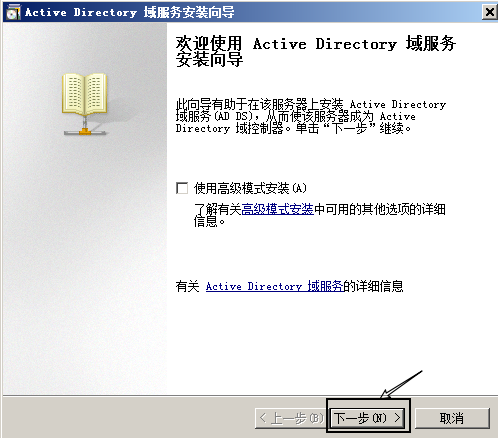 Active Directory 域服务安装向导
欢迎使用 Active Directory 域服务
安装向导
此向导有助于在该服务器上安装 Active Directory
域服务(AD DS)，从而使该服务器成为 Active
Directory 域控制器。单击“下一步”继续。
使用高级模式安装(A)
了解有关高级模式安装中可用的其他选项的详细
信息。
有关 Active Directory 域服务的详细信息
< 上一步(B) 下一步(N) > 取消